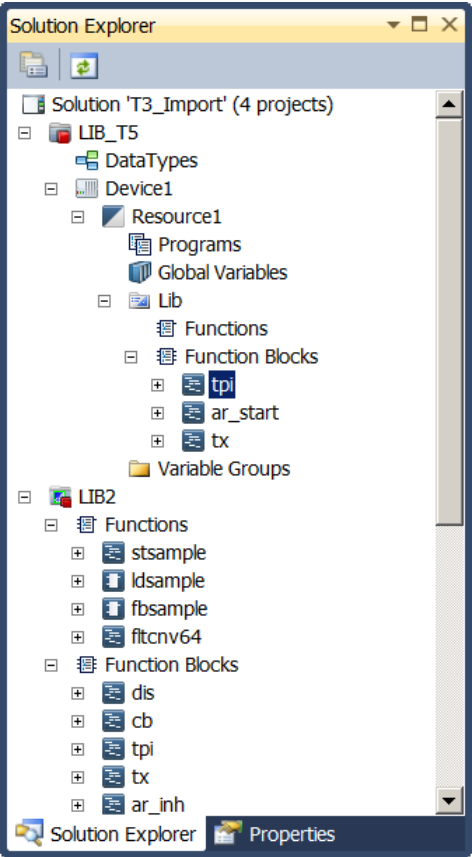 Solution Explorer
Solution 'T3_Import' (4 projects)
LIB_T5
DataTypes
Device1
Resource1
Programs
Global Variables
Lib
Functions
Function Blocks
tpi
ar_start
tx
Variable Groups
LIB2
Functions
stsample
ldsample
fbsample
fltcnv64
Function Blocks
dis
cb
tpi
tx
ar_inh
Solution Explorer Properties